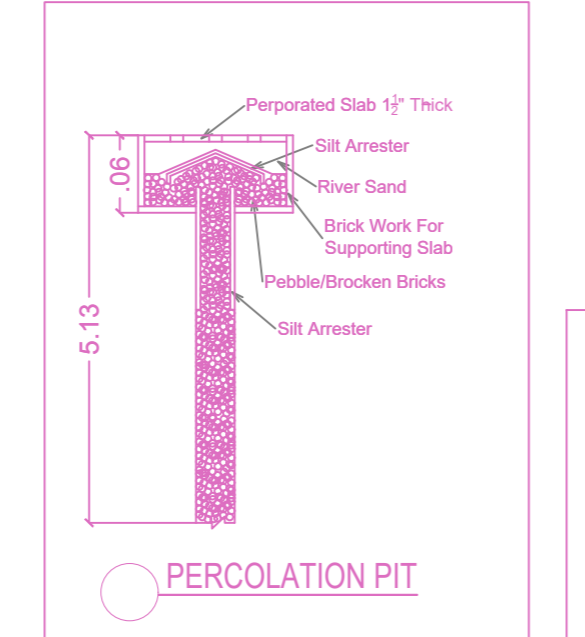 Perporated Slab 1½" Thick
Silt Arrester
.06
River Sand
Brick Work For
Supporting Slab
Pebble/Brocken Bricks
5.13
Silt Arrester
PERCOLATION PIT